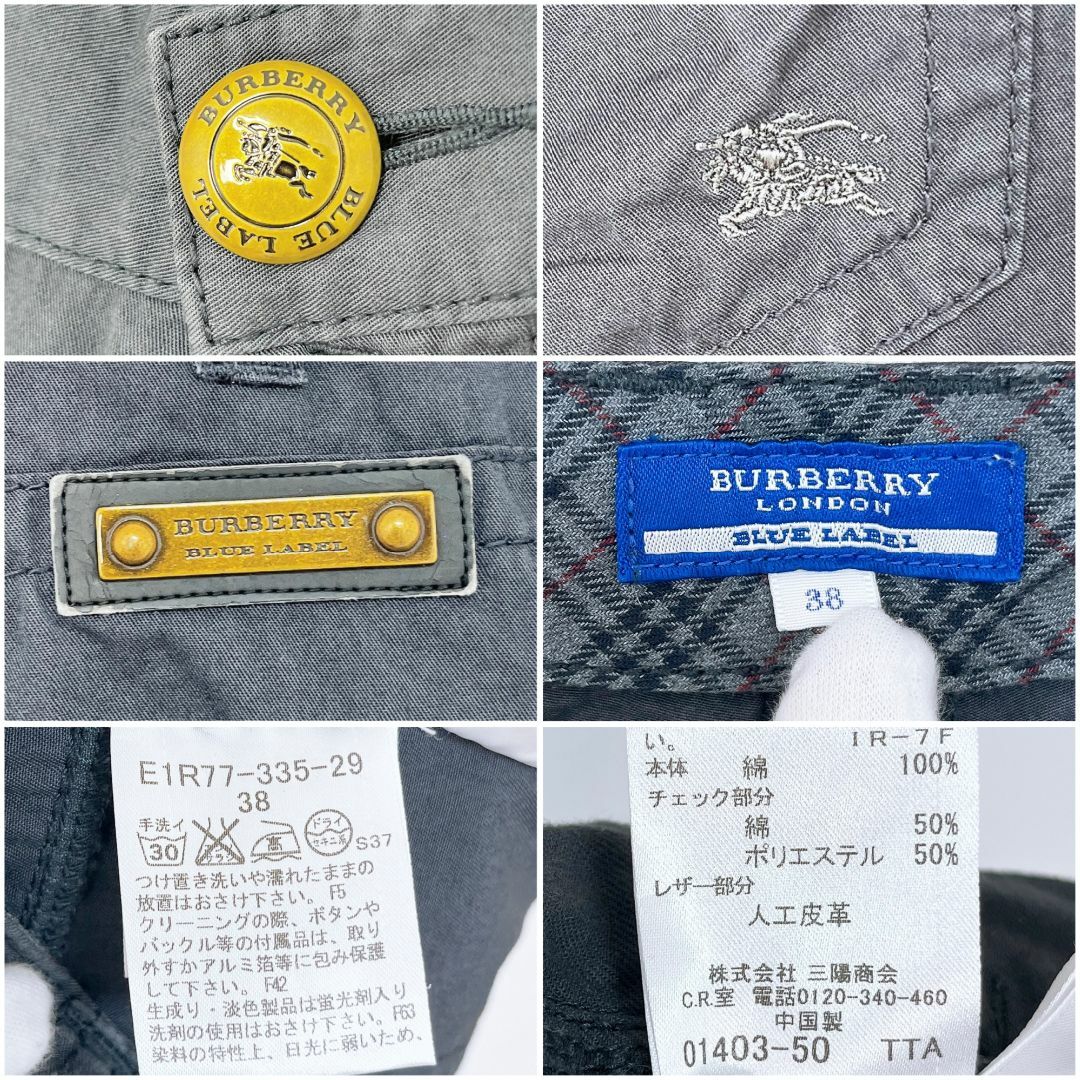 BURBERRY
BLUE LABEL
BURBERRY
BLUE LABEL
BURBERRY
LONDON
BLUE LABEL
38
E1R77-335-29
38
手洗イ
30
ドライ
セキユ系
S37
つけ置き洗いや濡れたままの
放置はおさけ下さい。 F5
クリーニングの際、ボタンや
バックル等の付属品は、取り
外すかアルミ箔等に包み保護
して下さい。 F42
生成り・淡色製品は蛍光剤入り
洗剤の使用はおさけ下さい。 F63
染料の特性上、日光に弱いため、
い。 IR-7F
本体 綿 100%
チェック部分
綿 50%
ポリエステル 50%
レザー部分
人工皮革
株式会社 三陽商会
C.R.室 電話0120-340-460
中国製
01403-50 TTA